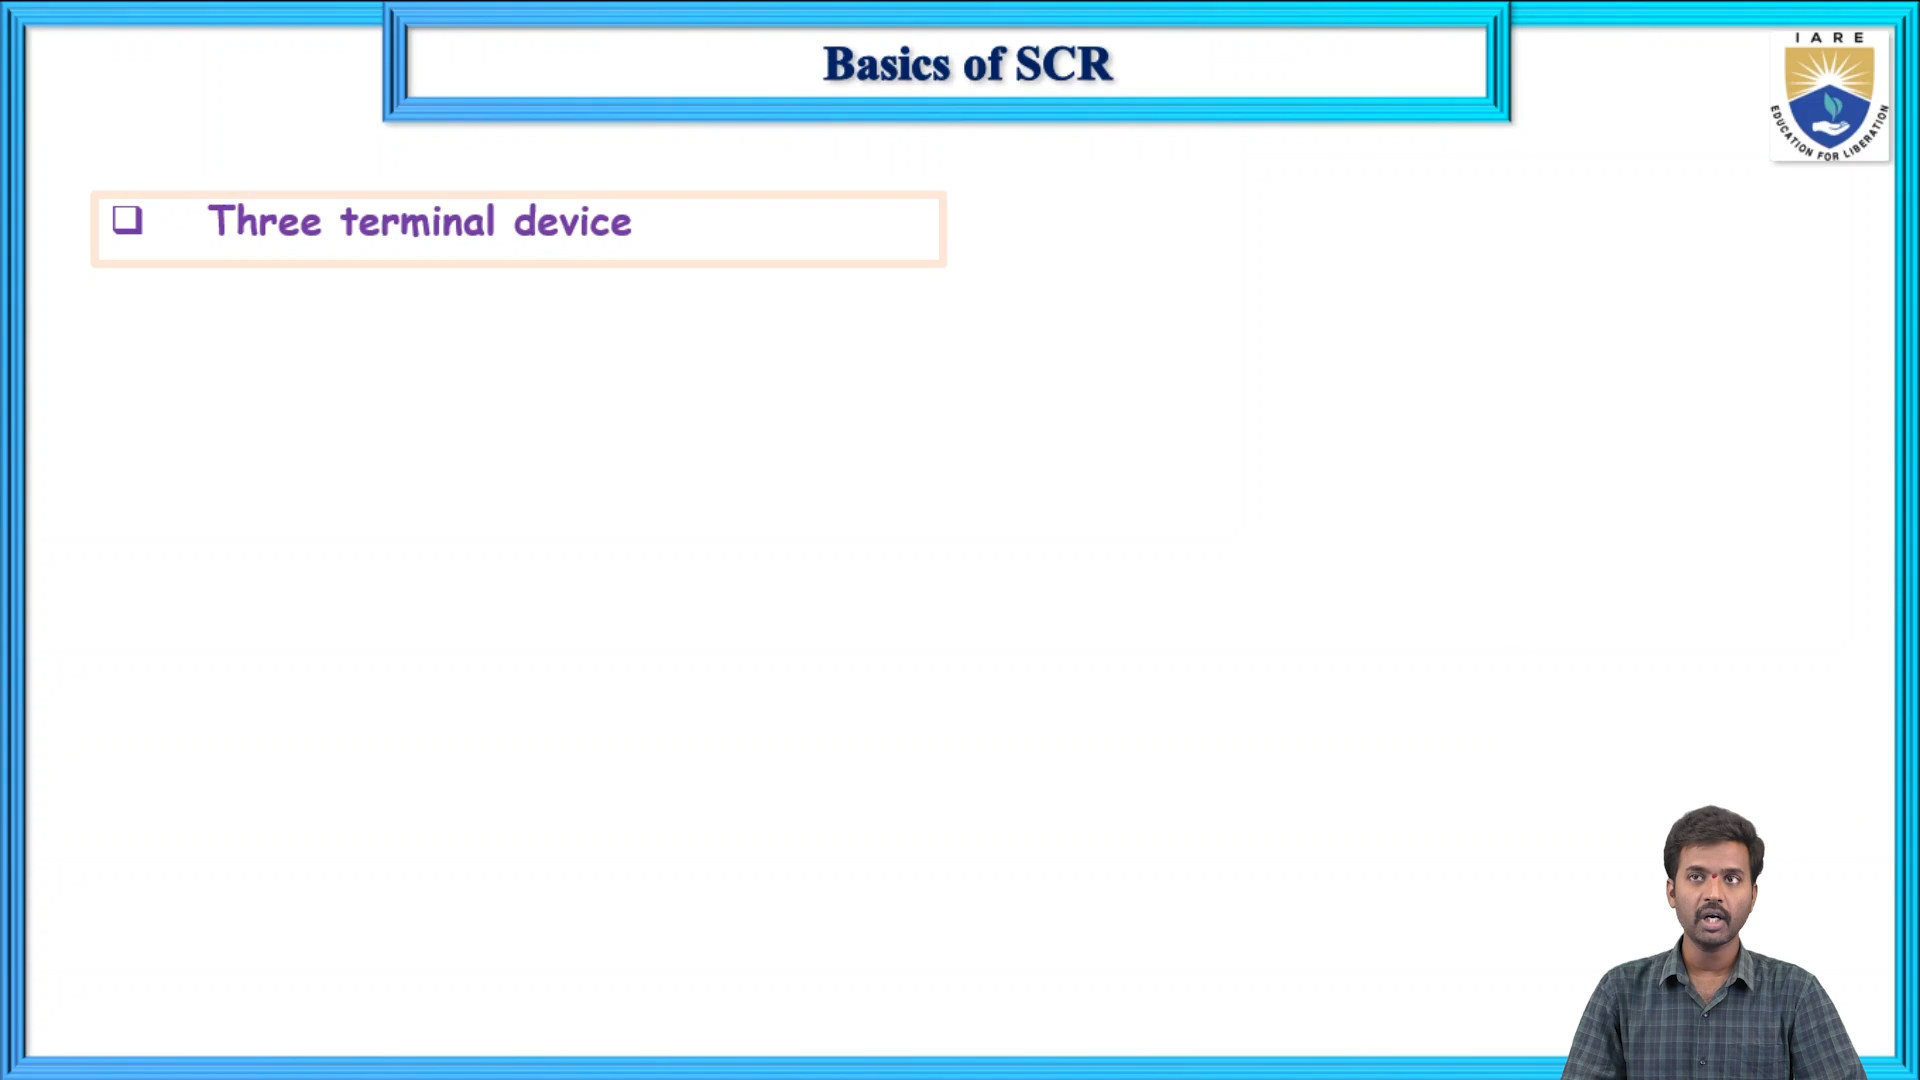 Basics of SCR
I A R E
EDUCATION FOR LIBERATION
❑ Three terminal device